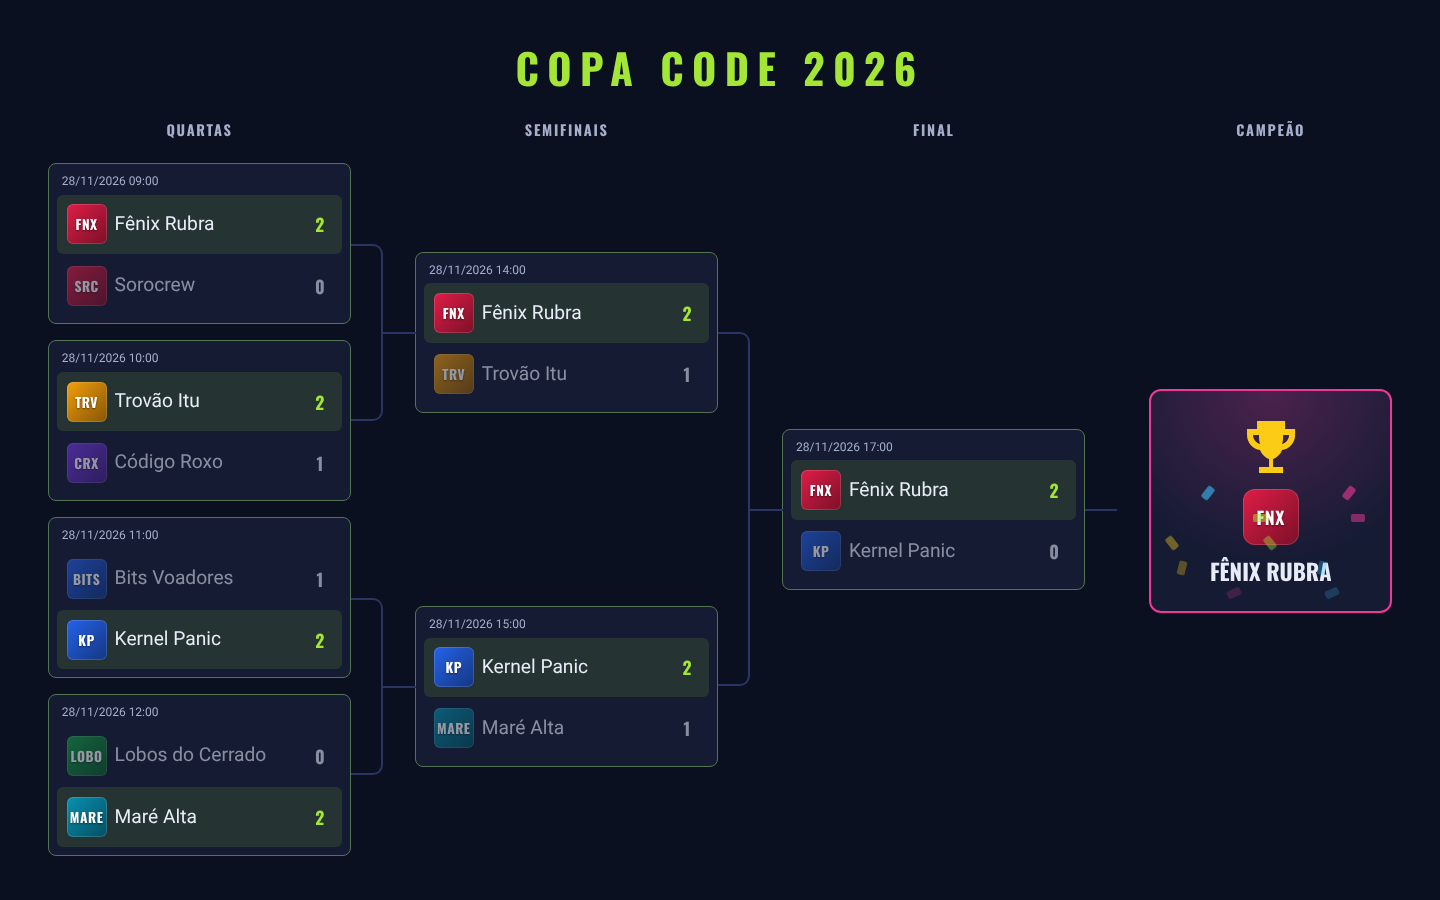 COPA CODE 2026
QUARTAS
SEMIFINAIS
FINAL
CAMPEÃO
28/11/2026 09:00
FNX Fênix Rubra 2
SRC Sorocrew 0
28/11/2026 10:00
TRV Trovão Itu 2
CRX Código Roxo 1
28/11/2026 11:00
BITS Bits Voadores 1
KP Kernel Panic 2
28/11/2026 12:00
LOBO Lobos do Cerrado 0
MARE Maré Alta 2
28/11/2026 14:00
FNX Fênix Rubra 2
TRV Trovão Itu 1
28/11/2026 15:00
KP Kernel Panic 2
MARE Maré Alta 1
28/11/2026 17:00
FNX Fênix Rubra 2
KP Kernel Panic 0
FNX
FÊNIX RUBRA